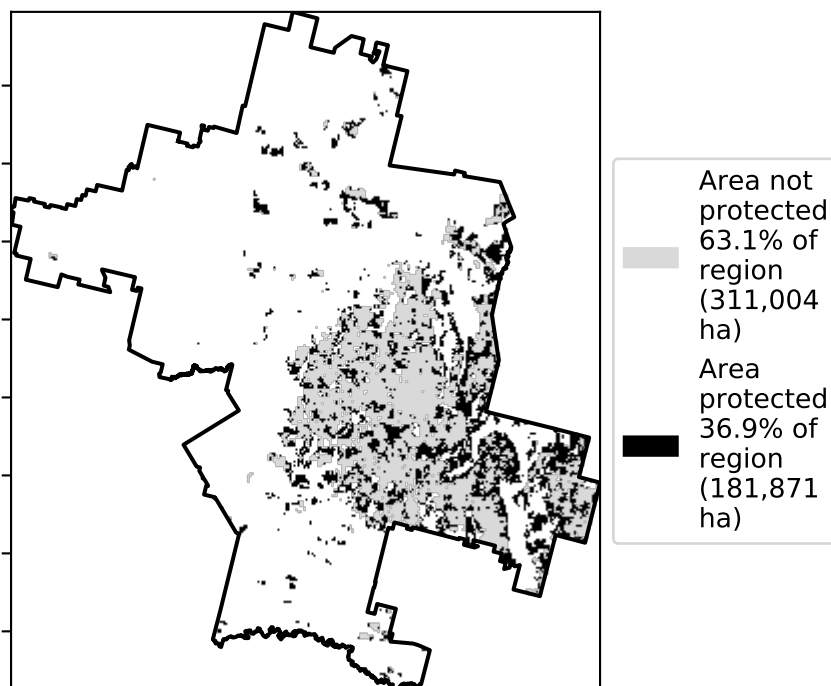 Area not
protected
63.1% of
region
(311,004
ha)
Area
protected
36.9% of
region
(181,871
ha)